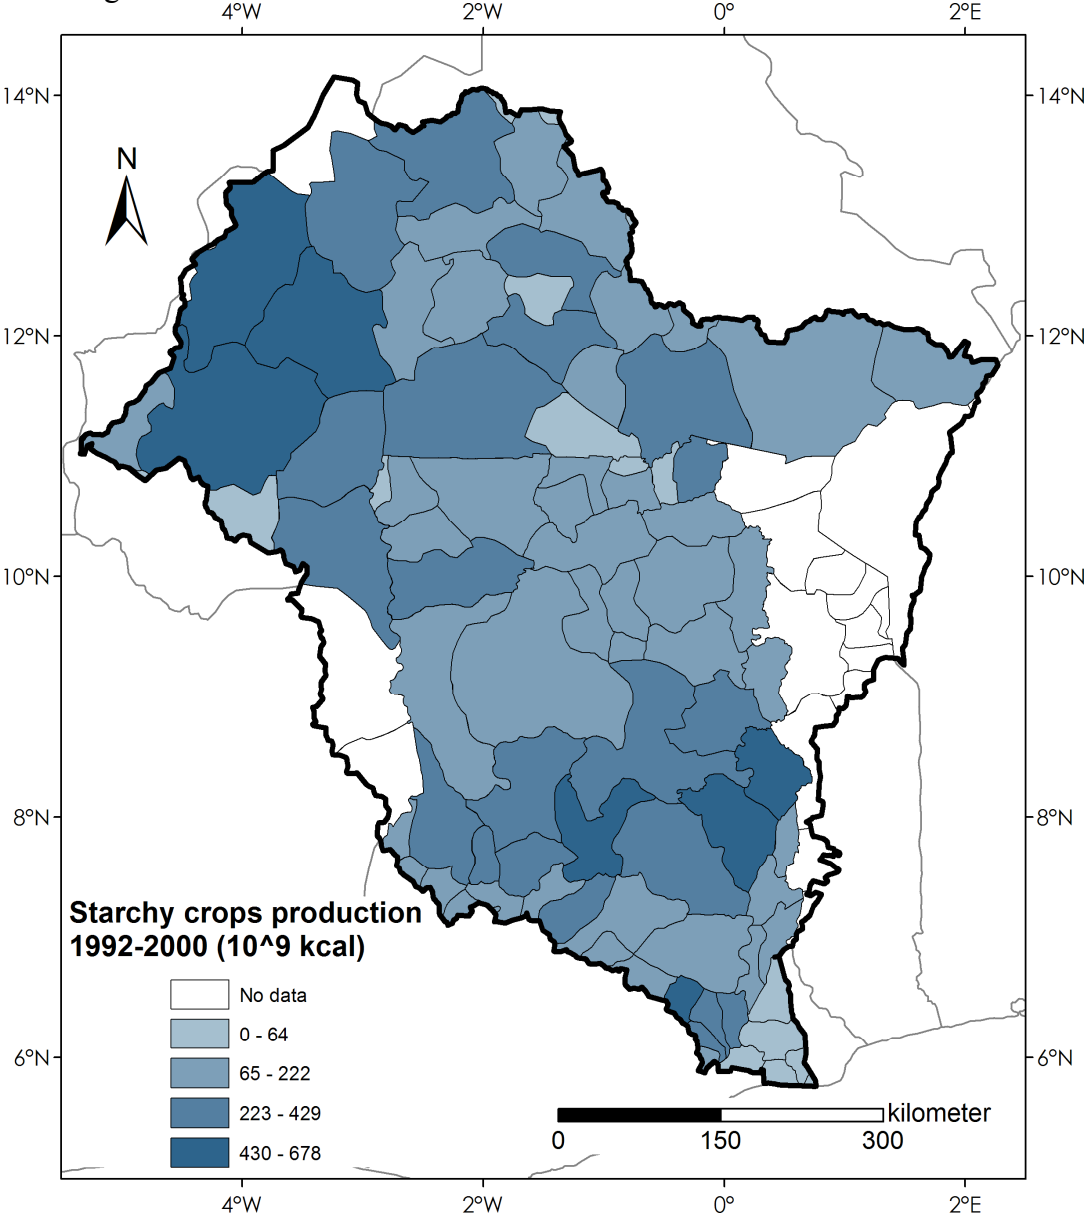 4°W 2°W 0° 2°E
14°N 14°N
N
12°N 12°N
10°N 10°N
8°N 8°N
Starchy crops production
1992-2000 (10^9 kcal)
No data
0 - 64
65 - 222
223 - 429
430 - 678
6°N 6°N
kilometer
0 150 300
4°W 2°W 0° 2°E